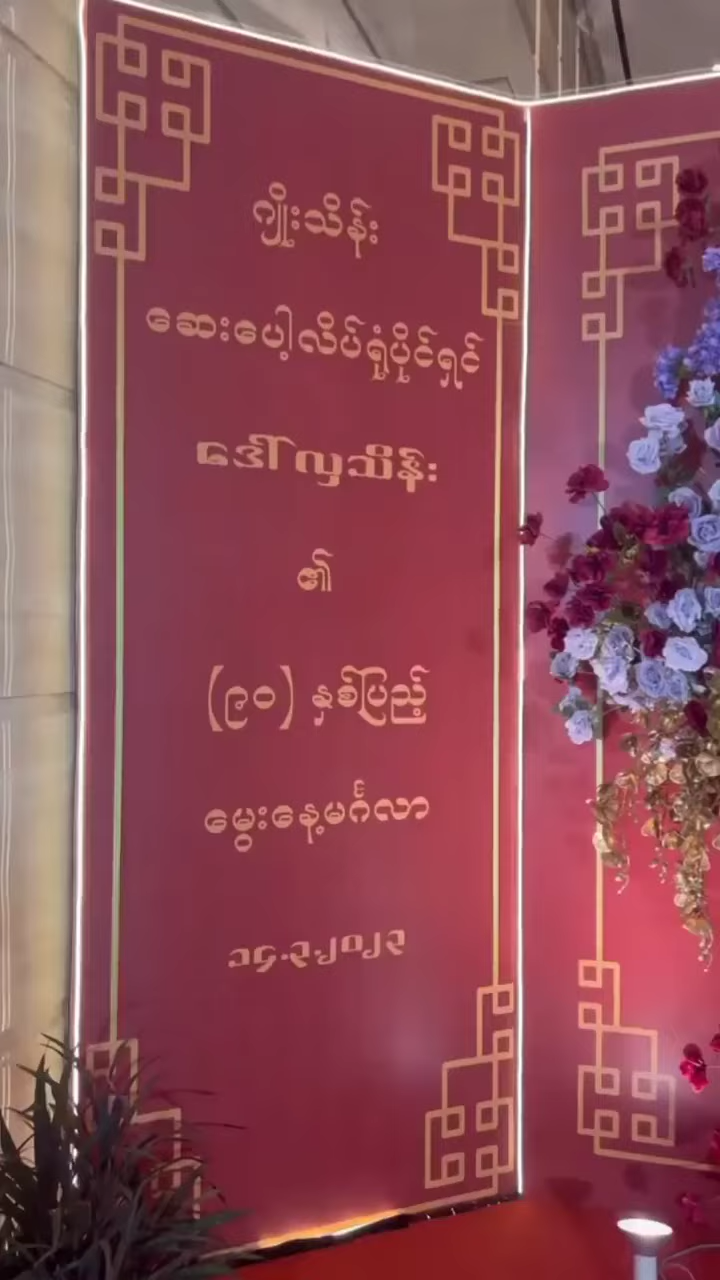 ဂျိုးသိန်း
ဆေးပေါ့လိပ်ရုံပိုင်ရှင်
ဒေါ်လှသိန်း
၏
(၉၀) နှစ်ပြည့်
မွေးနေ့မင်္ဂလာ
၁၄.၃.၂၀၂၃